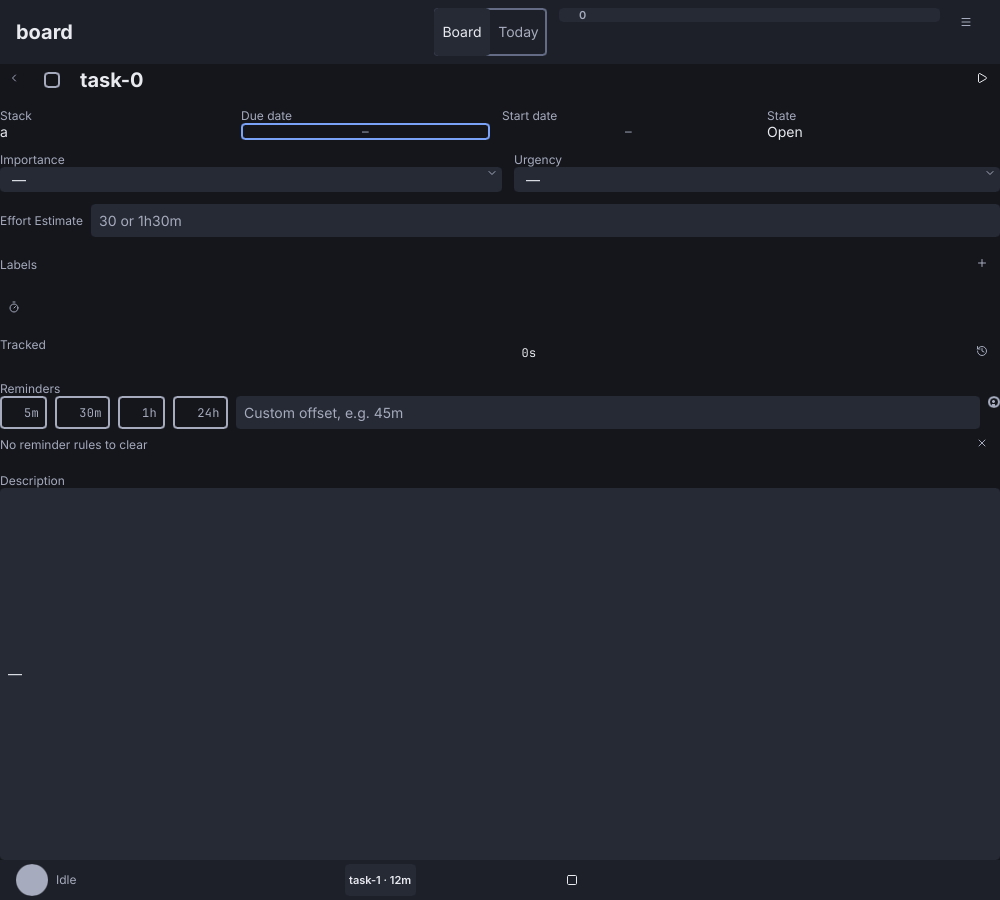 board
Board Today 0
task-0
Stack Due date Start date State
a – – Open
Importance Urgency
— —
Effort Estimate 30 or 1h30m
Labels
Tracked
0s
Reminders
5m 30m 1h 24h Custom offset, e.g. 45m
No reminder rules to clear
Description
—
Idle task-1 · 12m